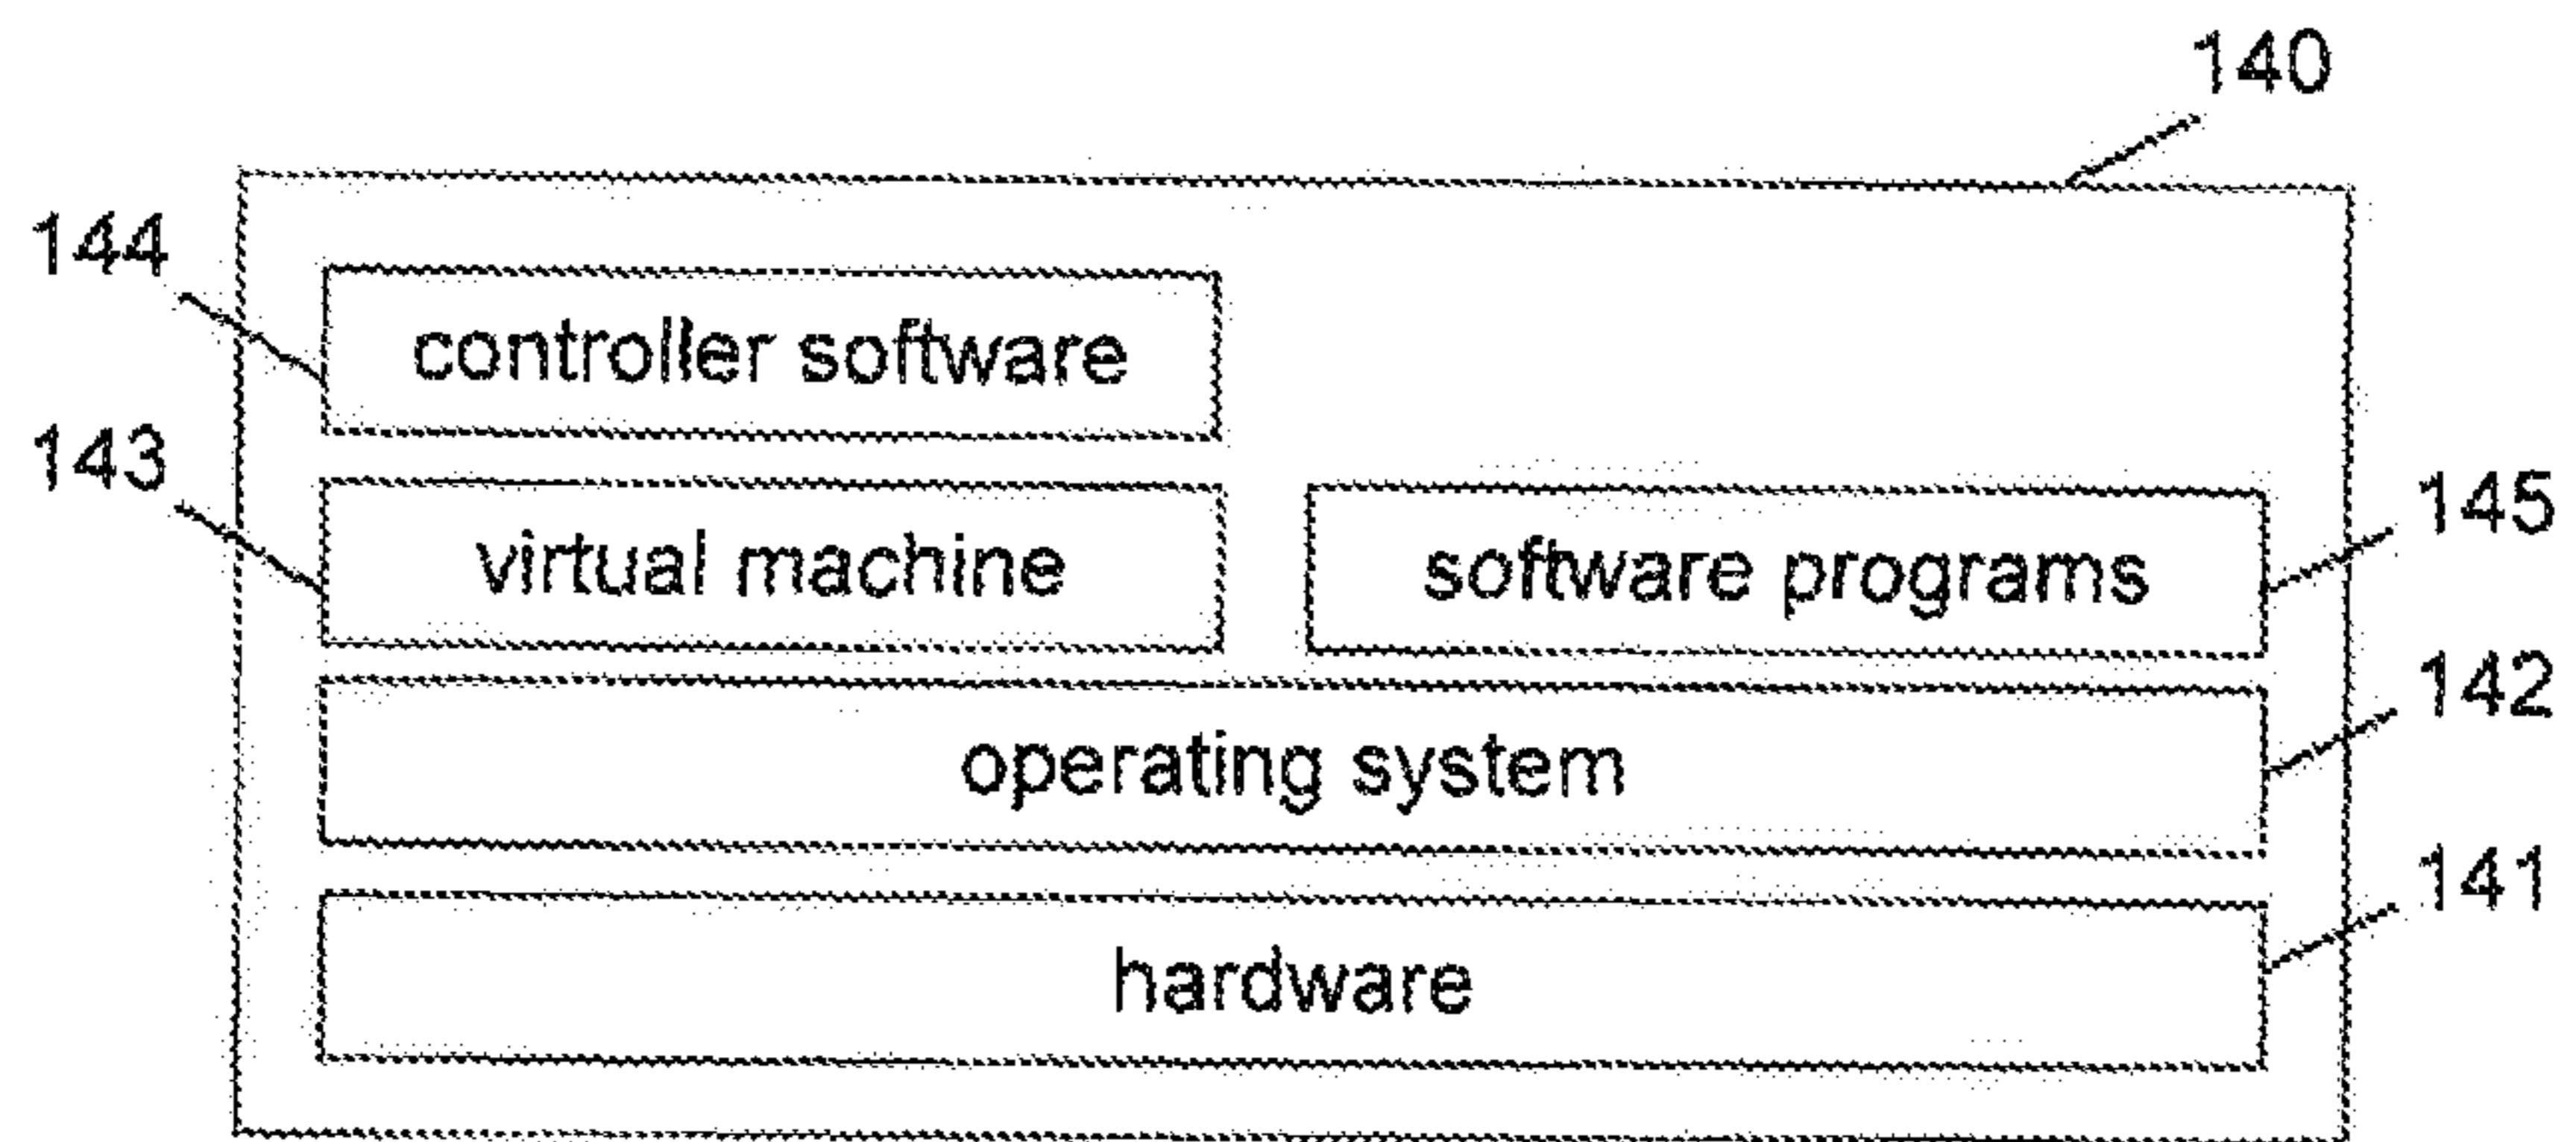 140
144
controller software
143
virtual machine
software programs
145
operating system
142
hardware
141